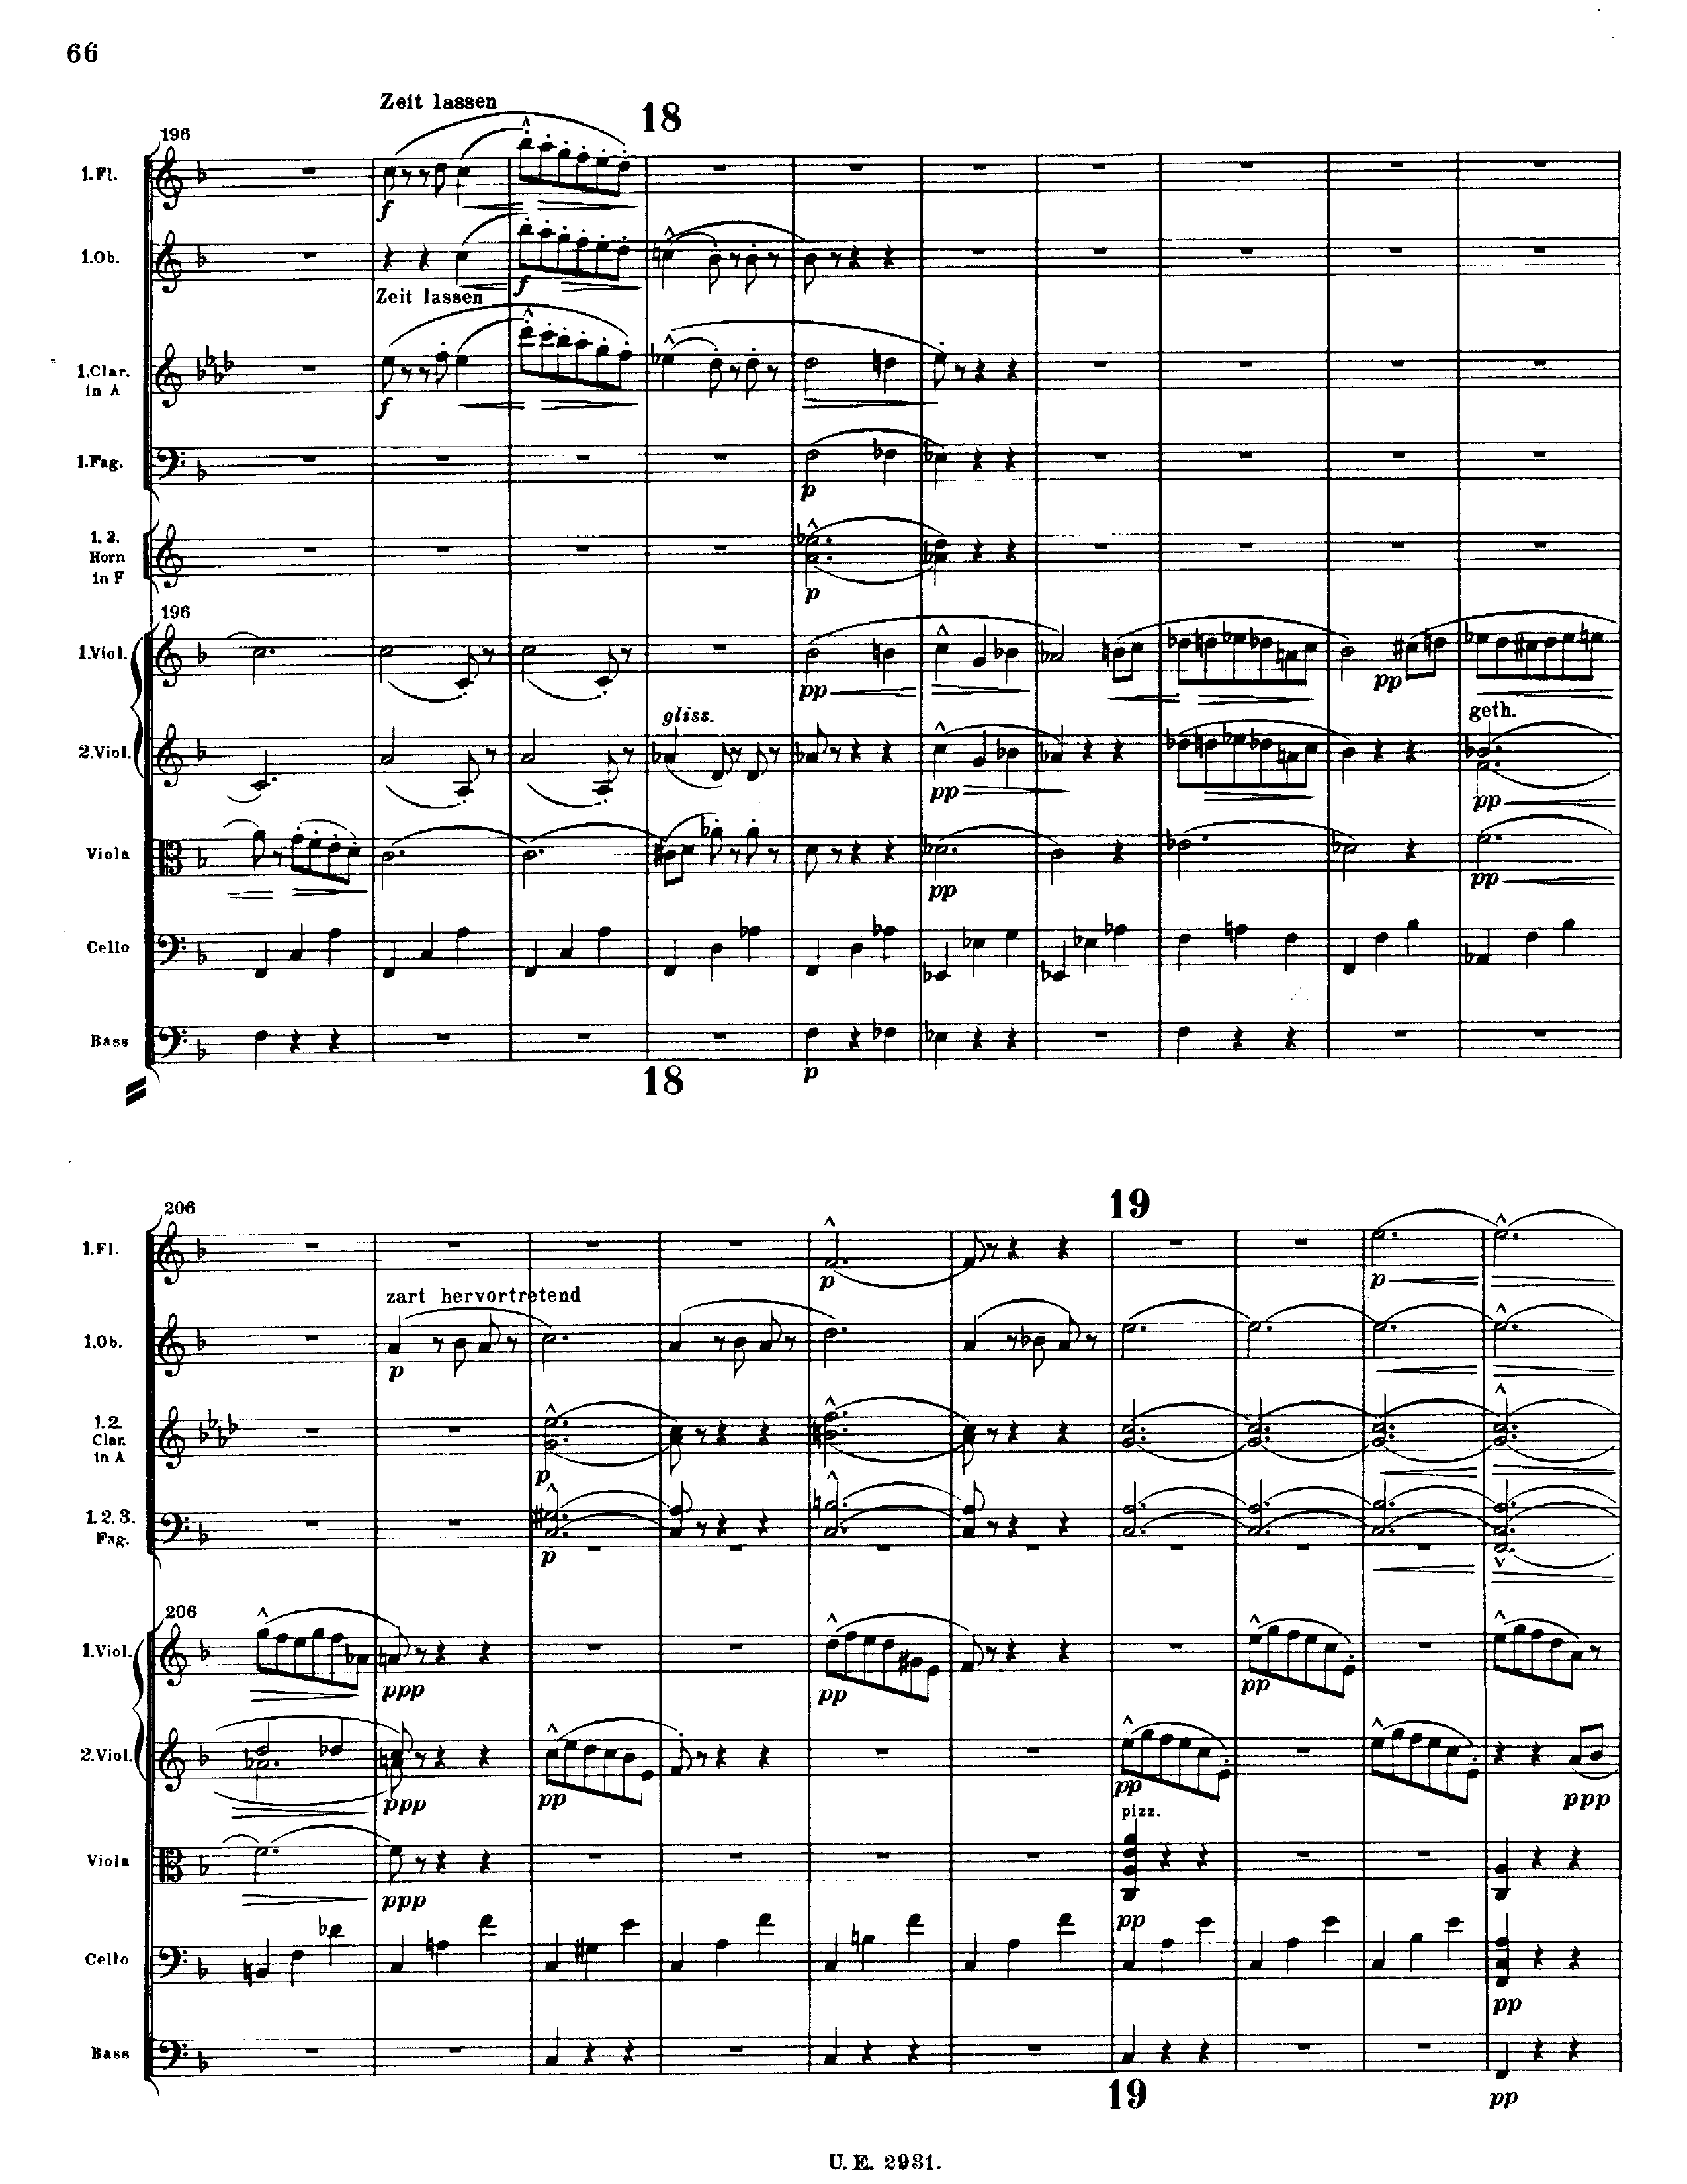 66
Zeit lassen
18
196
1.Fl.
f
1.Ob.
f
Zeit lassen
1.Clar.
in A
f
1.Fag.
p
1. 2.
Horn
in F
p
196
1.Viol.
pp
pp
gliss.
geth.
2.Viol.
pp
pp
Viola
pp
pp
Cello
Bass
p
18
19
206
1.Fl.
p
p
zart hervortretend
1.Ob.
p
1.2.
Clar.
in A
p
1.2.3.
Fag.
p
206
1.Viol.
ppp
pp
pp
2.Viol.
ppp
pp
pp
ppp
pizz.
Viola
ppp
pp
Cello
pp
Bass
pp
19
U. E. 2931.